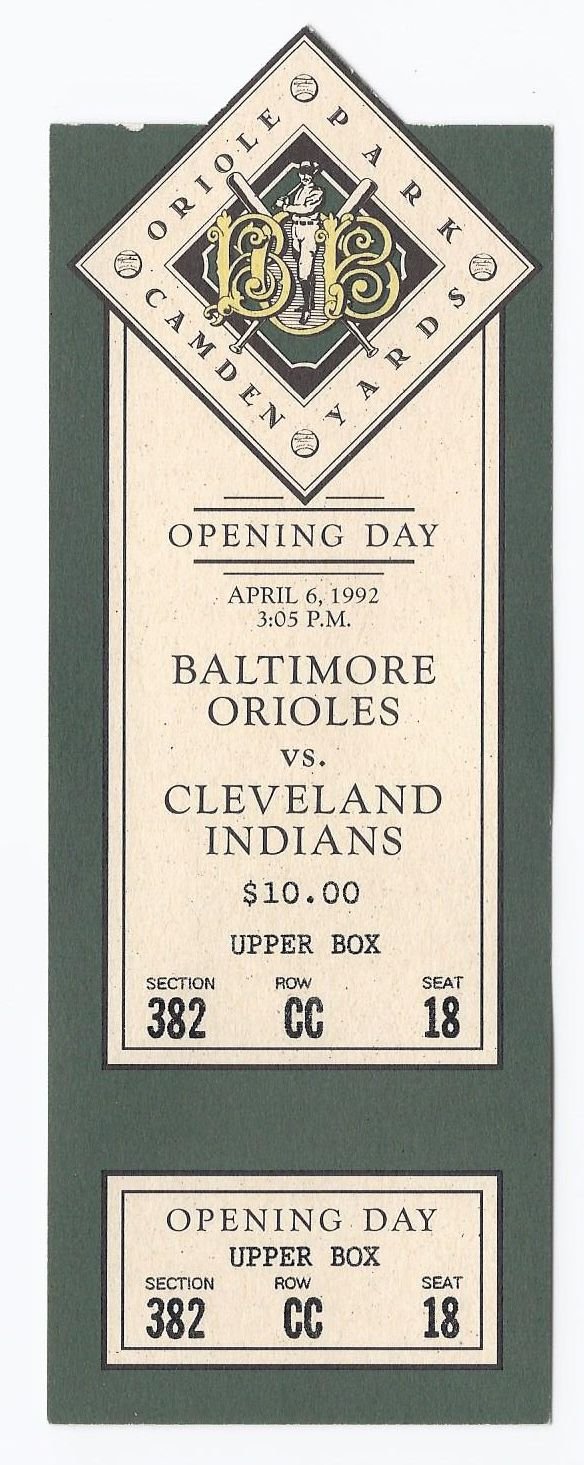 ORIOLE PARK
CAMDEN YARDS
BB
OPENING DAY
APRIL 6, 1992
3:05 P.M.
BALTIMORE
ORIOLES
vs.
CLEVELAND
INDIANS
$10.00
UPPER BOX
SECTION ROW SEAT
382 CC 18
OPENING DAY
UPPER BOX
SECTION ROW SEAT
382 CC 18